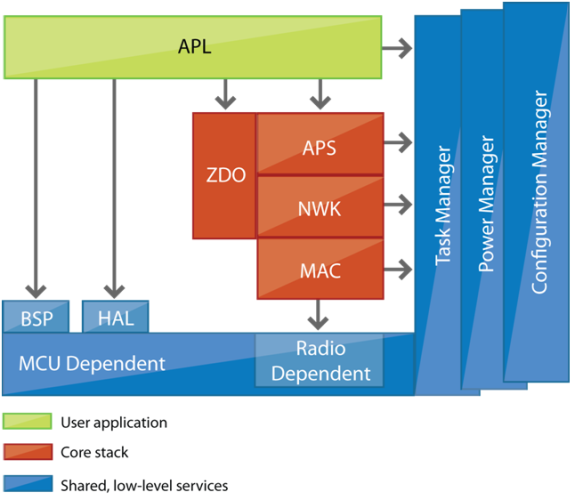 APL
ZDO
APS
NWK
MAC
Task Manager
Power Manager
Configuration Manager
BSP
HAL
MCU Dependent
Radio
Dependent
User application
Core stack
Shared, low-level services